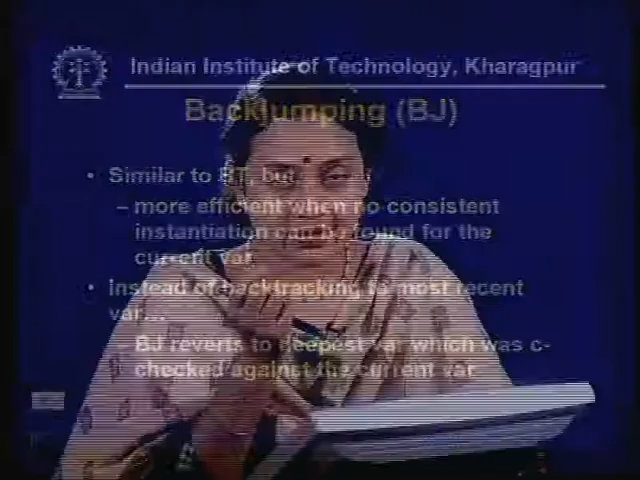 Indian Institute of Technology, Kharagpur
Backjumping (BJ)
• Similar to BT, but
– more efficient when no consistent
instantiation can be found for the
current var
• Instead of backtracking to most recent
var…
– BJ reverts to deepest var which was c-
checked against the current var